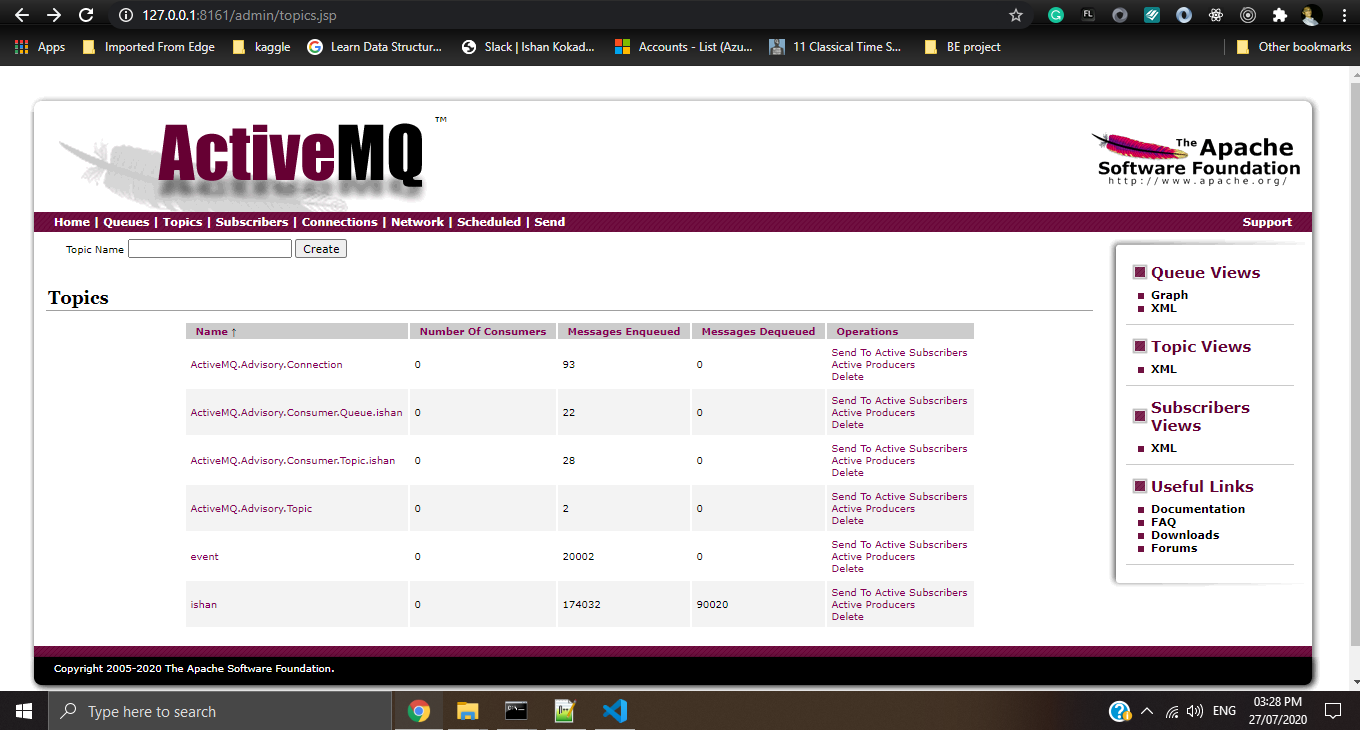 127.0.0.1:8161/admin/topics.jsp
FL
Apps Imported From Edge kaggle Learn Data Structur... Slack | Ishan Kokad... Accounts - List (Azu... 11 Classical Time S... BE project Other bookmarks
ActiveMQ ™
The Apache
Software Foundation
http://www.apache.org/
Home | Queues | Topics | Subscribers | Connections | Network | Scheduled | Send Support
Topic Name Create
Topics
Name ↑ Number Of Consumers Messages Enqueued Messages Dequeued Operations
ActiveMQ.Advisory.Connection 0 93 0 Send To Active Subscribers
Active Producers
Delete
ActiveMQ.Advisory.Consumer.Queue.ishan 0 22 0 Send To Active Subscribers
Active Producers
Delete
ActiveMQ.Advisory.Consumer.Topic.ishan 0 28 0 Send To Active Subscribers
Active Producers
Delete
ActiveMQ.Advisory.Topic 0 2 0 Send To Active Subscribers
Active Producers
Delete
event 0 20002 0 Send To Active Subscribers
Active Producers
Delete
ishan 0 174032 90020 Send To Active Subscribers
Active Producers
Delete
Queue Views
Graph
XML
Topic Views
XML
Subscribers
Views
XML
Useful Links
Documentation
FAQ
Downloads
Forums
Copyright 2005-2020 The Apache Software Foundation.
Type here to search
ENG
03:28 PM
27/07/2020